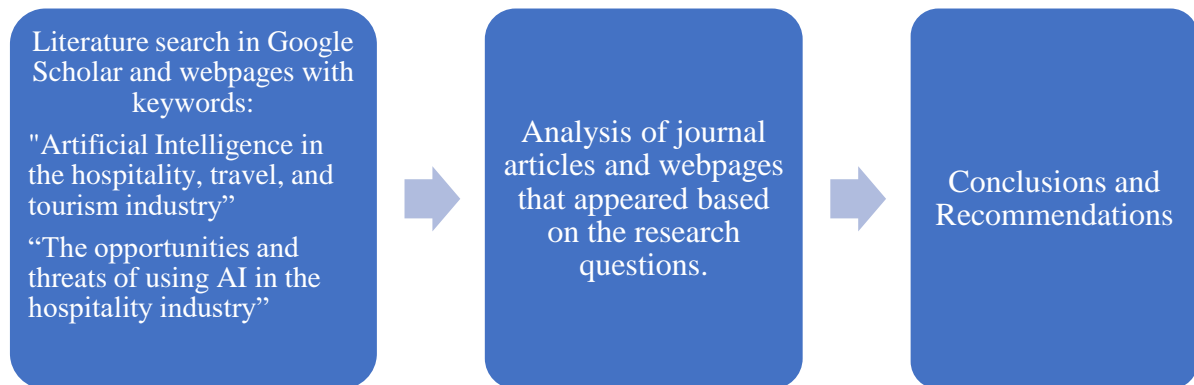 Literature search in Google
Scholar and webpages with
keywords:
"Artificial Intelligence in
the hospitality, travel, and
tourism industry”
“The opportunities and
threats of using AI in the
hospitality industry”
Analysis of journal
articles and webpages
that appeared based
on the research
questions.
Conclusions and
Recommendations